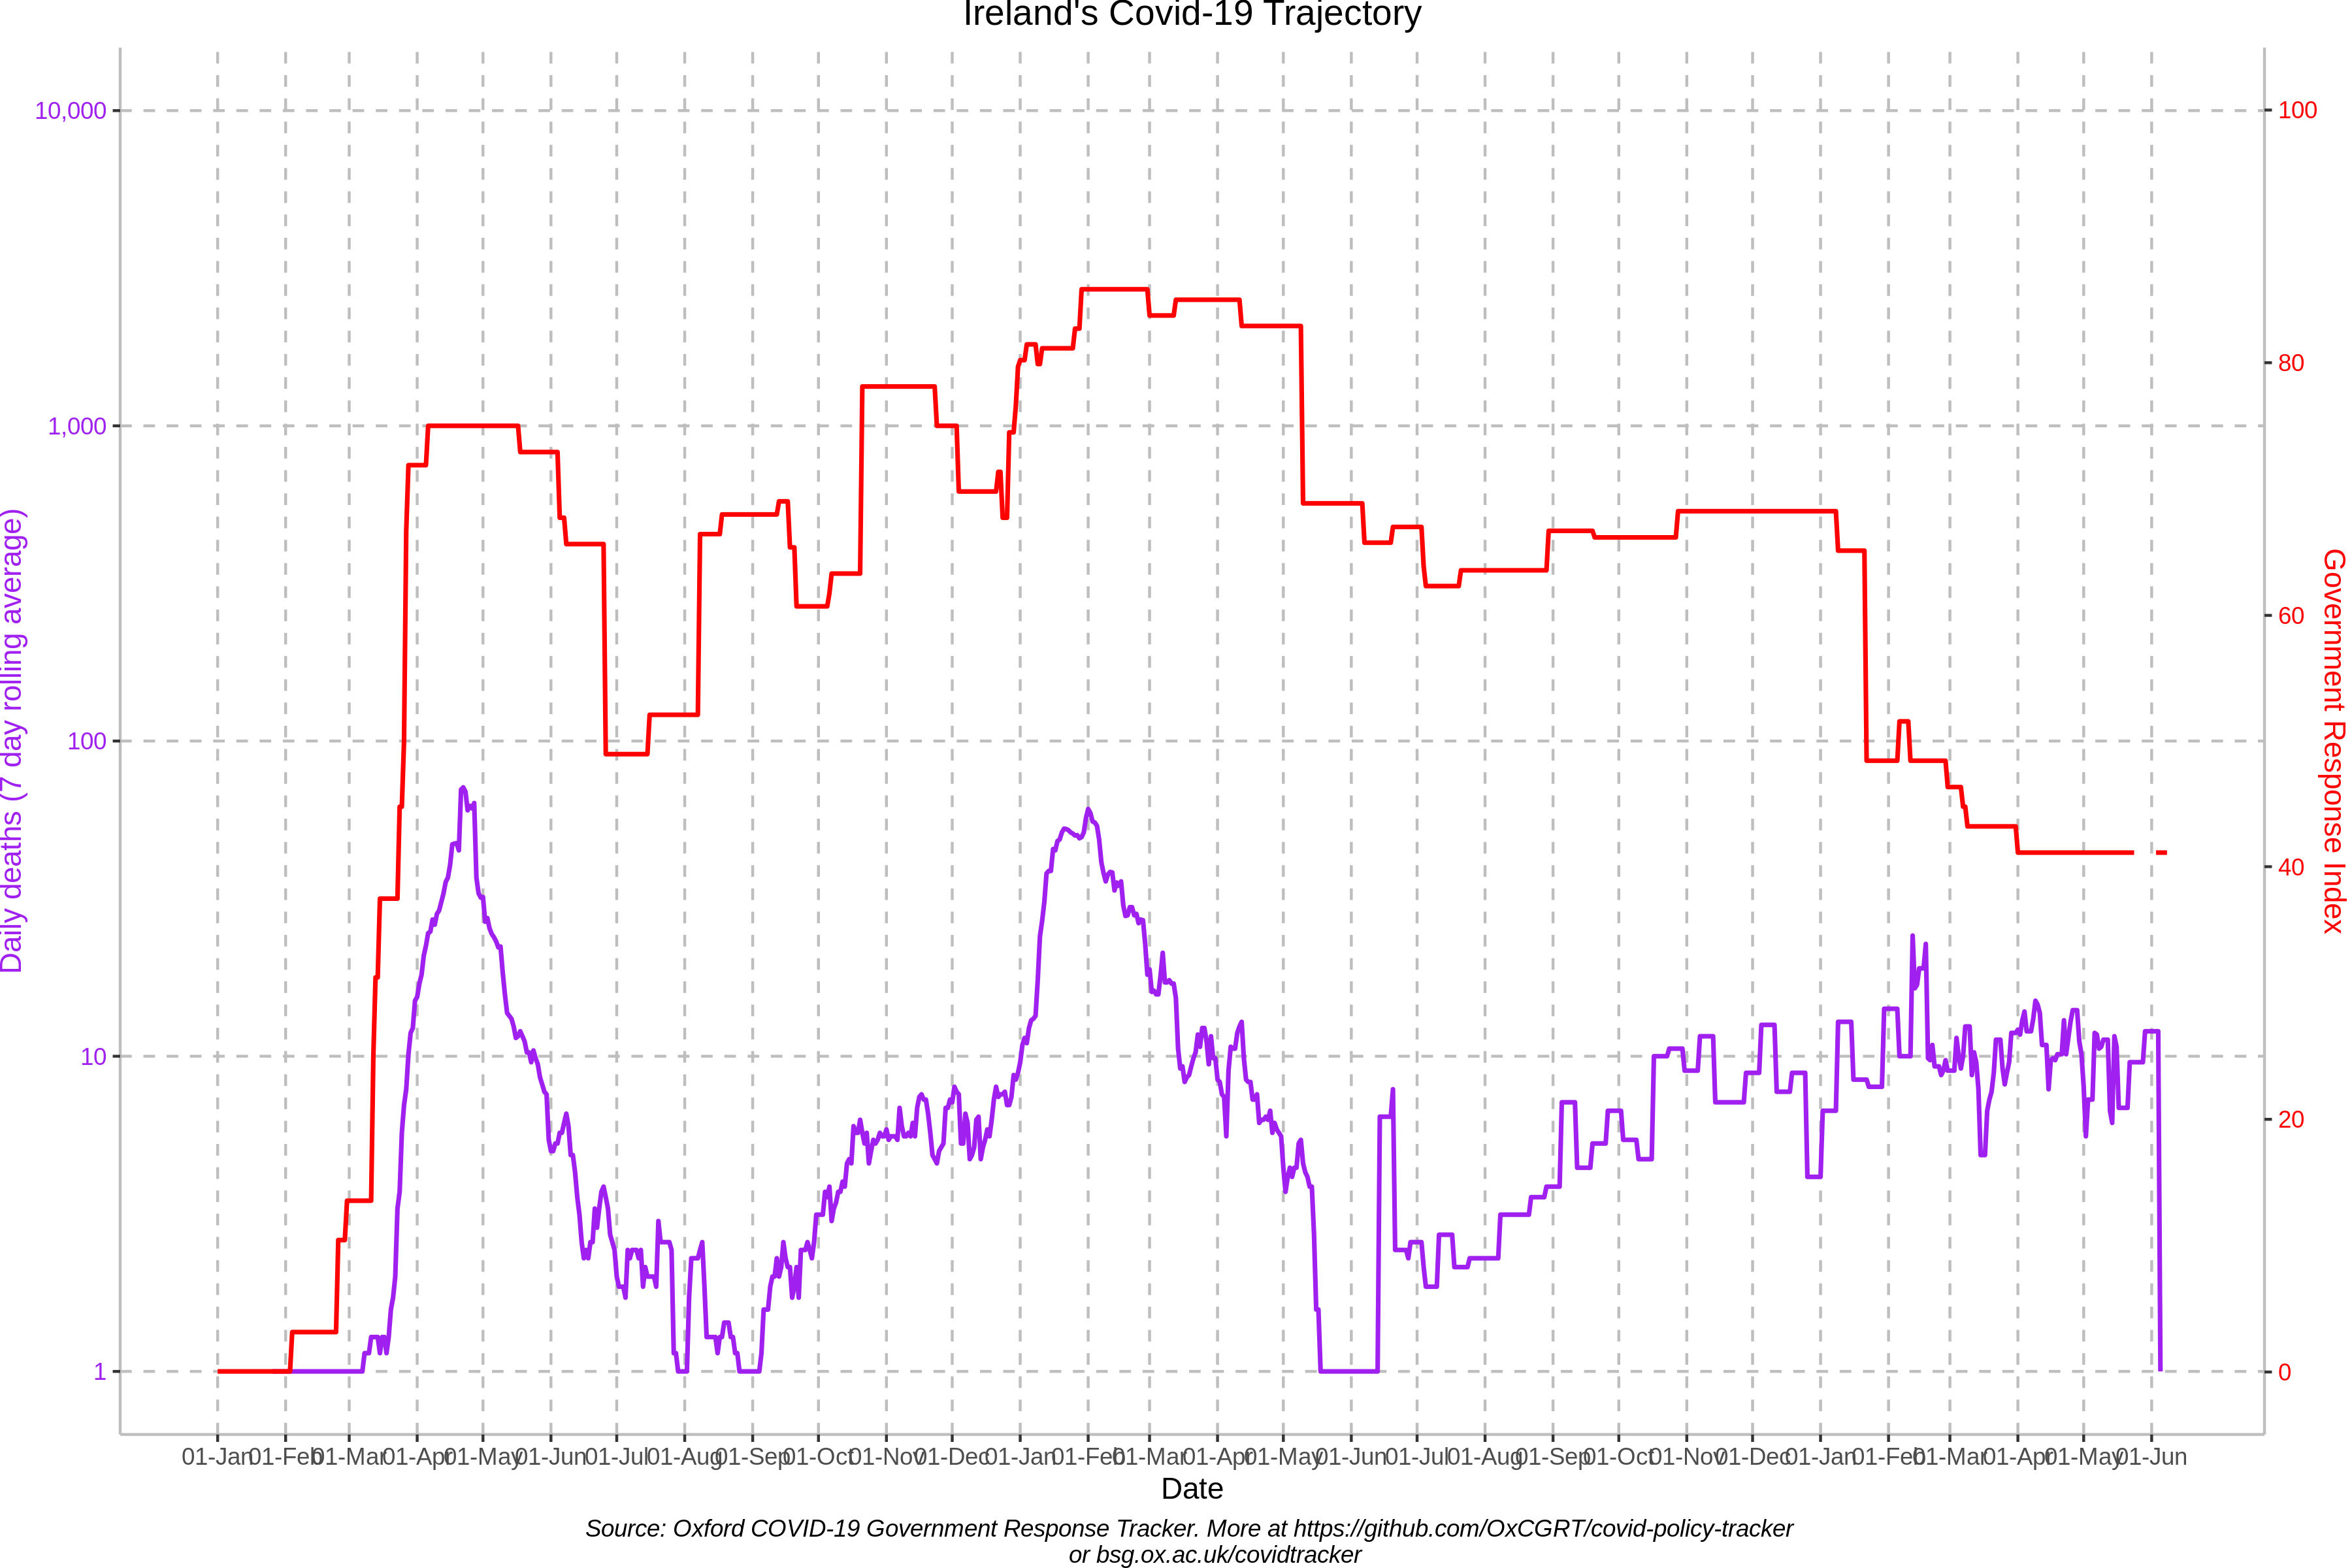 Ireland's Covid-19 Trajectory
10,000
1,000
100
10
1
Daily deaths (7 day rolling average)
100
80
60
40
20
0
Government Response Index
01-Jan 01-Feb 01-Mar 01-Apr 01-May 01-Jun 01-Jul 01-Aug 01-Sep 01-Oct 01-Nov 01-Dec 01-Jan 01-Feb 01-Mar 01-Apr 01-May 01-Jun 01-Jul 01-Aug 01-Sep 01-Oct 01-Nov 01-Dec 01-Jan 01-Feb 01-Mar 01-Apr 01-May 01-Jun
Date
Source: Oxford COVID-19 Government Response Tracker. More at https://github.com/OxCGRT/covid-policy-tracker
or bsg.ox.ac.uk/covidtracker